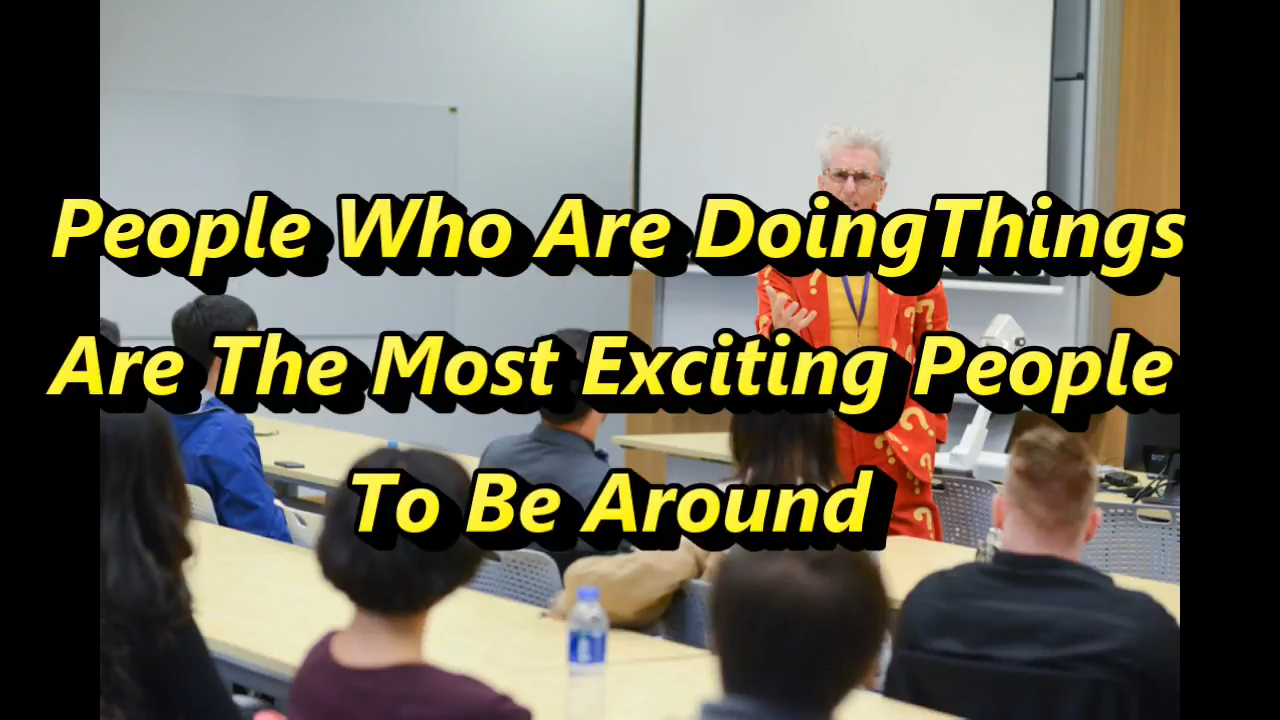 People Who Are DoingThings
Are The Most Exciting People
To Be Around